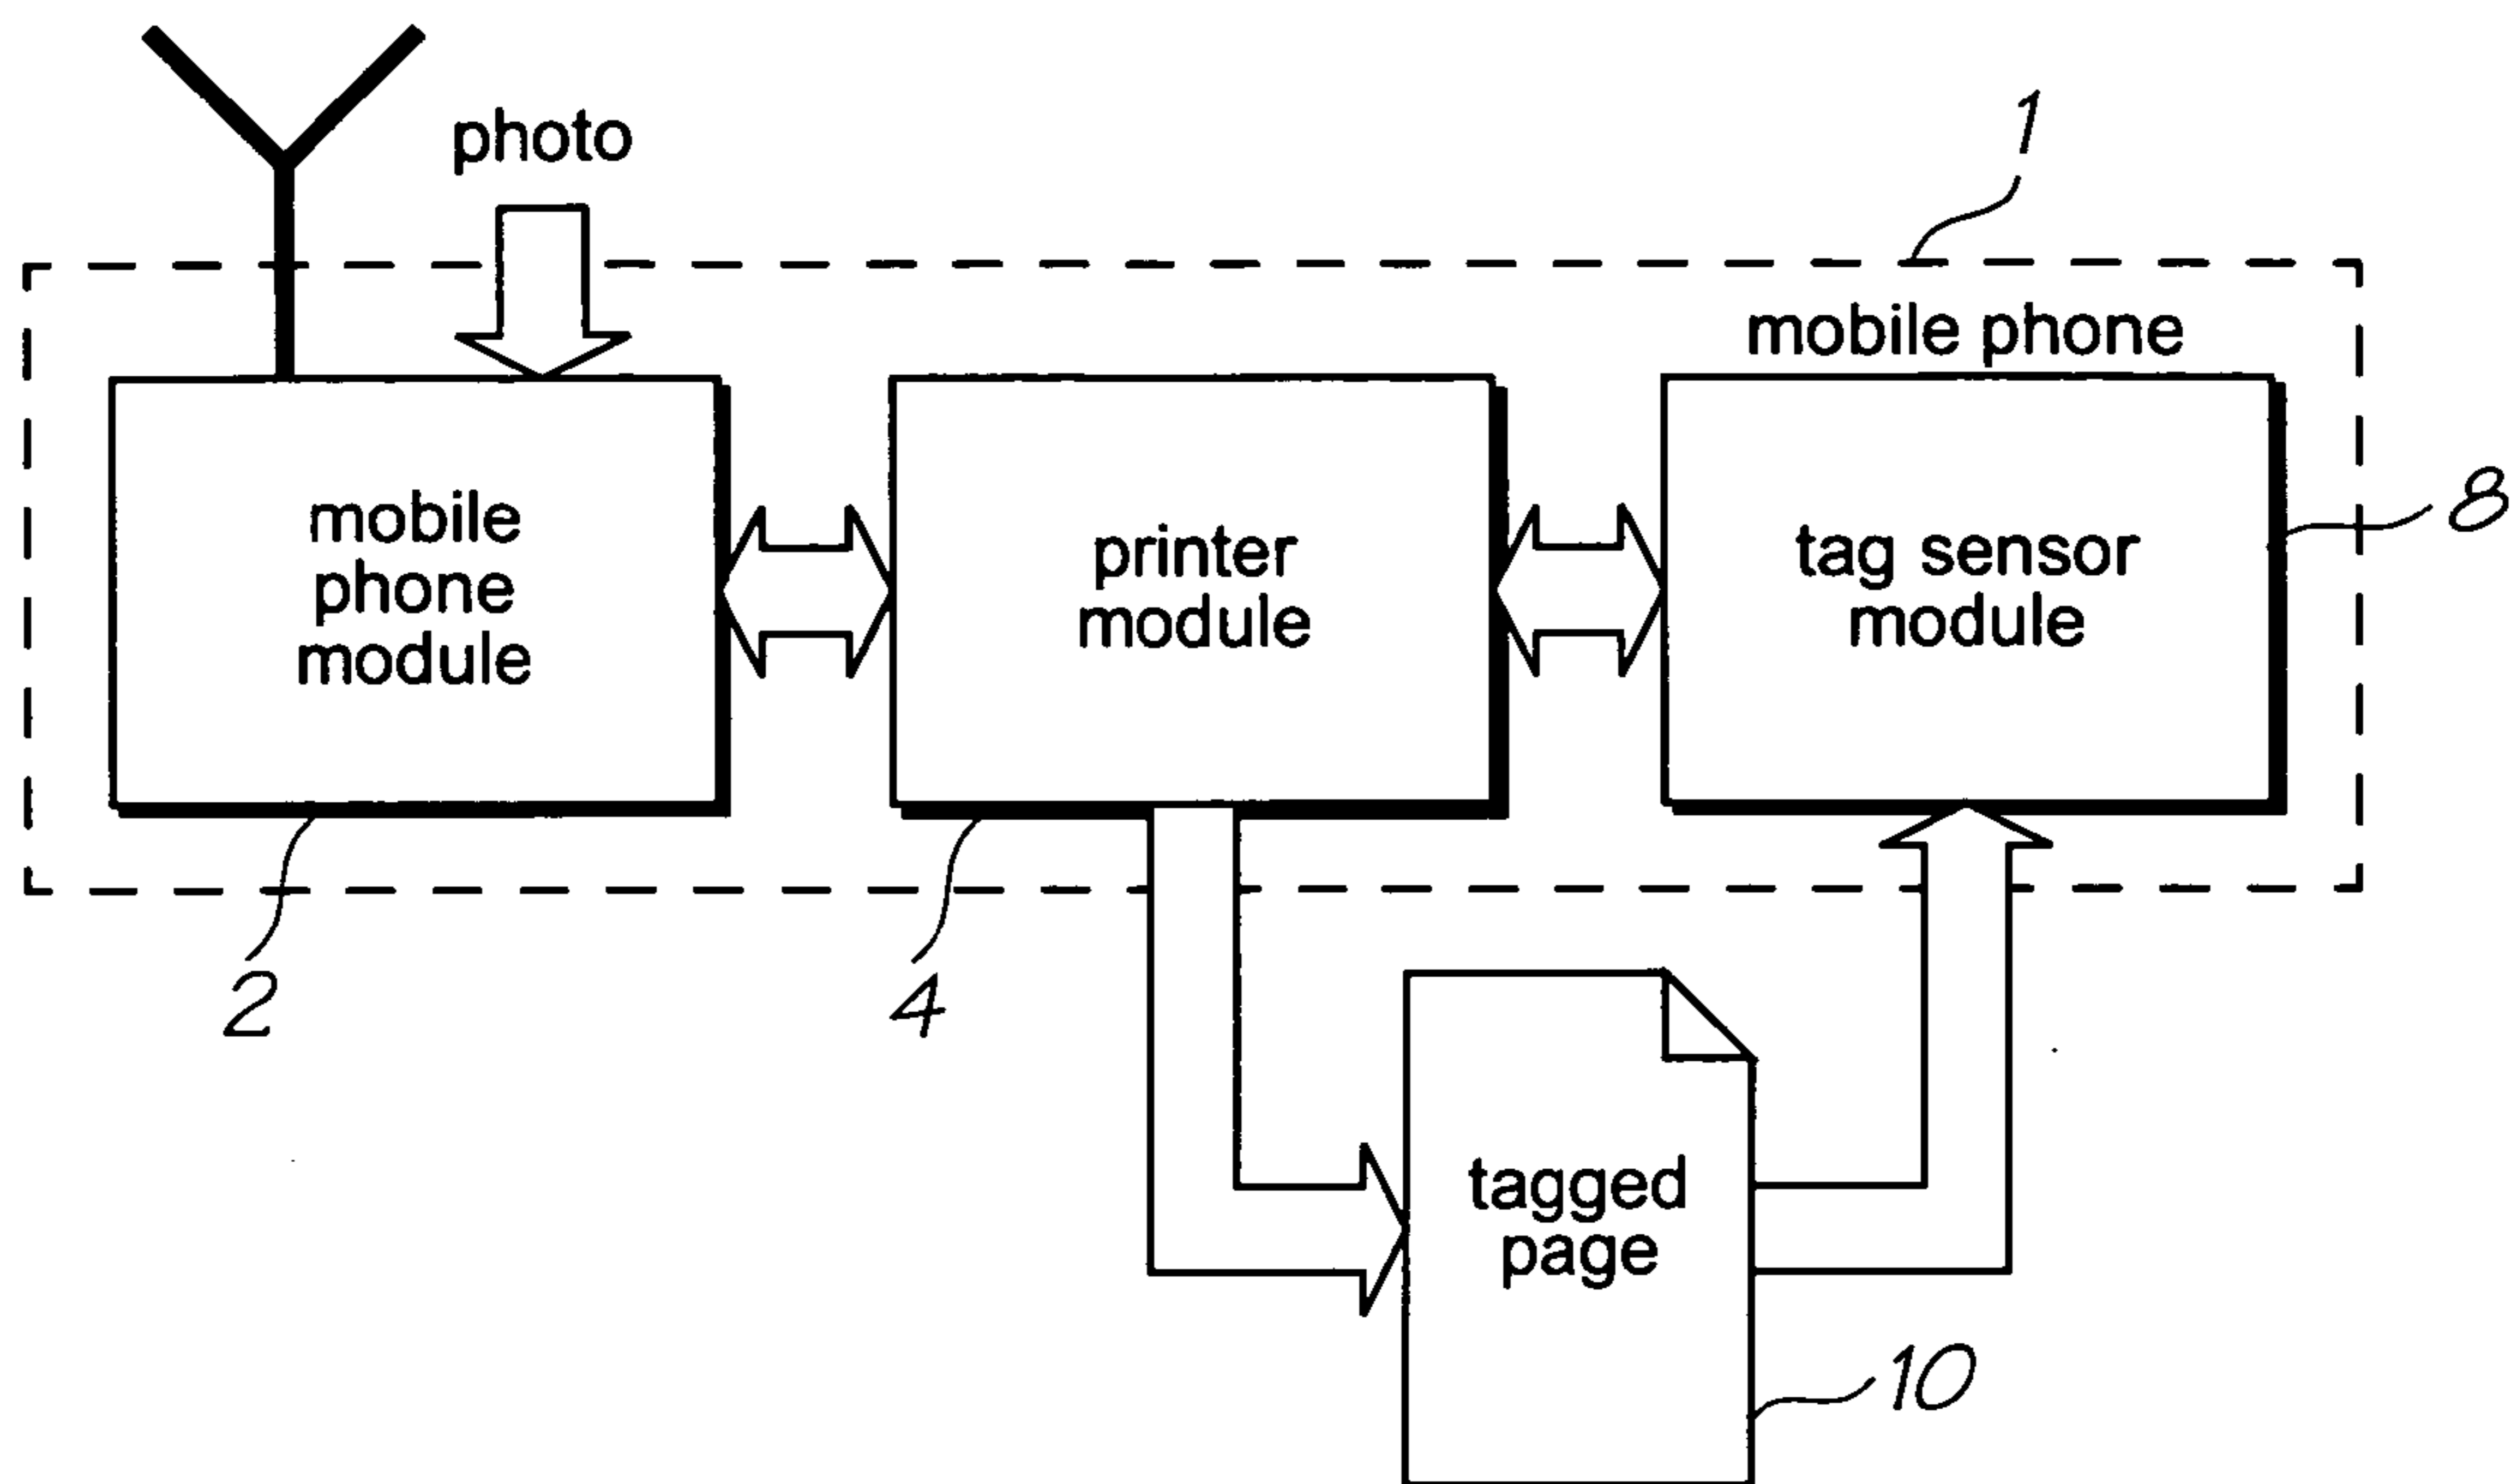 photo
1
mobile phone
mobile
phone
module
printer
module
tag sensor
module
8
2
4
tagged
page
10